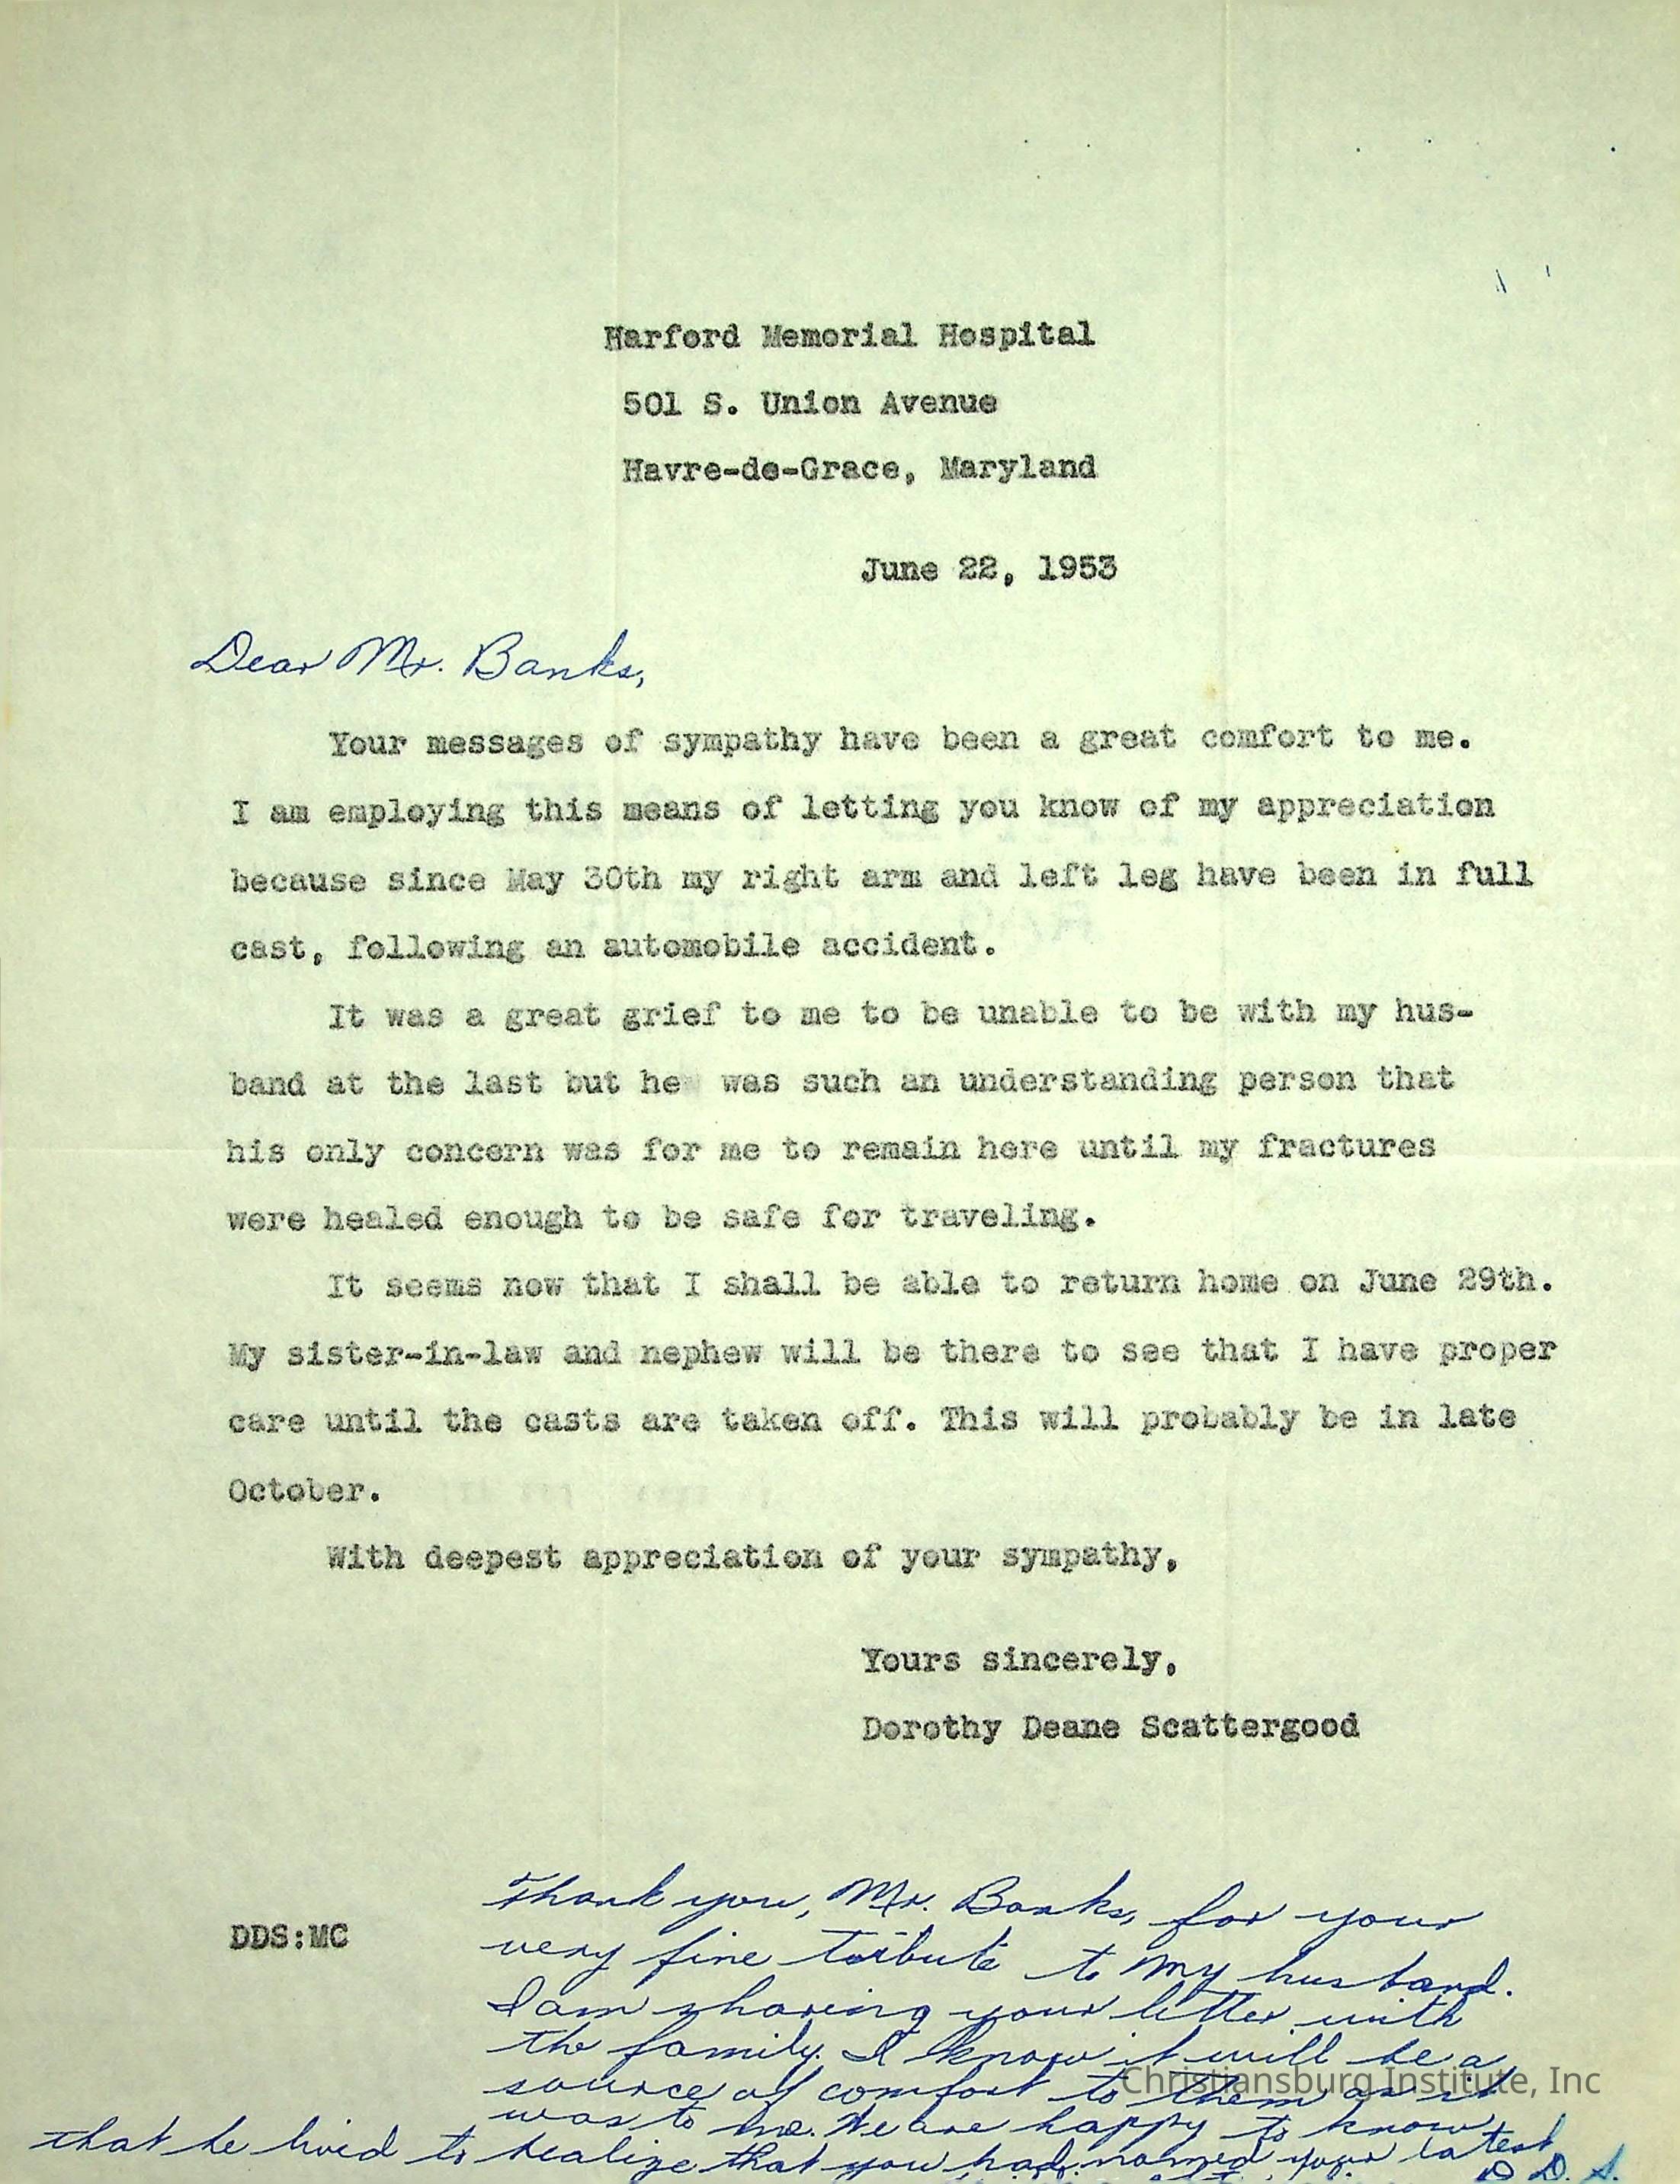 Harford Memorial Hospital
501 S. Union Avenue
Havre-de-Grace, Maryland
June 22, 1953
Dear Mr. Banks,
Your messages of sympathy have been a great comfort to me.
I am employing this means of letting you know of my appreciation
because since May 30th my right arm and left leg have been in full
cast, following an automobile accident.
It was a great grief to me to be unable to be with my hus-
band at the last but he was such an understanding person that
his only concern was for me to remain here until my fractures
were healed enough to be safe for traveling.
It seems now that I shall be able to return home on June 29th.
My sister-in-law and nephew will be there to see that I have proper
care until the casts are taken off. This will probably be in late
October.
With deepest appreciation of your sympathy,
Yours sincerely,
Dorothy Deane Scattergood
DDS:MC
Thank you, Mr. Banks, for your
very fine tribute to my husband.
I am sharing your letter with
the family. I know it will be a
source of comfort to them as it
was to me. We are happy to know
that he lived to realize that you had named your latest
D. D. S.
Christiansburg Institute, Inc